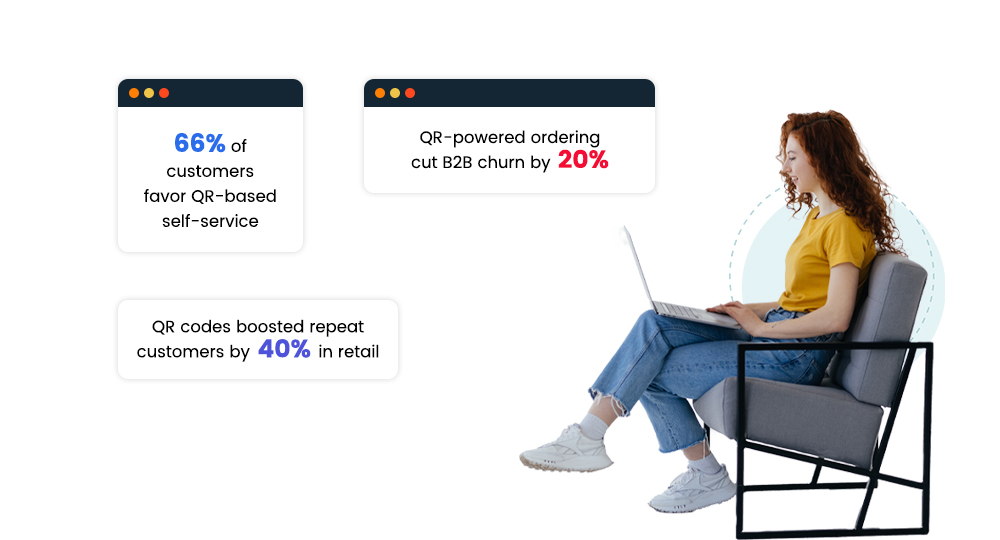 66% of
customers
favor QR-based
self-service
QR-powered ordering
cut B2B churn by 20%
QR codes boosted repeat
customers by 40% in retail